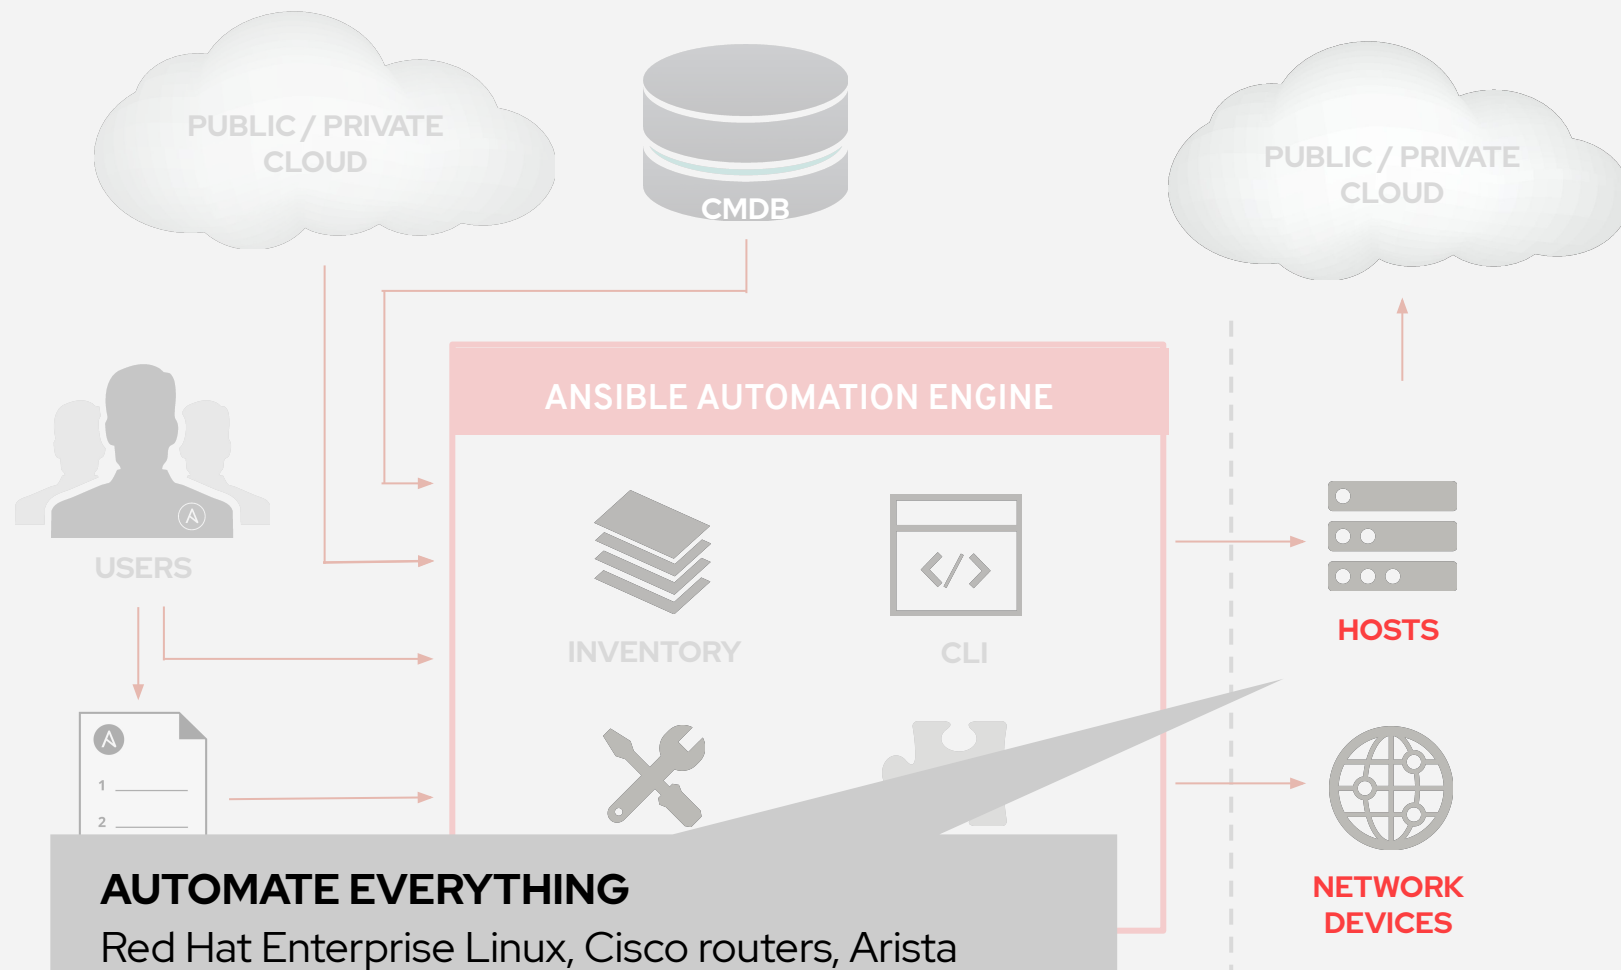 PUBLIC / PRIVATE
CLOUD
CMDB
PUBLIC / PRIVATE
CLOUD
ANSIBLE AUTOMATION ENGINE
USERS
INVENTORY
CLI
HOSTS
1
2
NETWORK
DEVICES
AUTOMATE EVERYTHING
Red Hat Enterprise Linux, Cisco routers, Arista